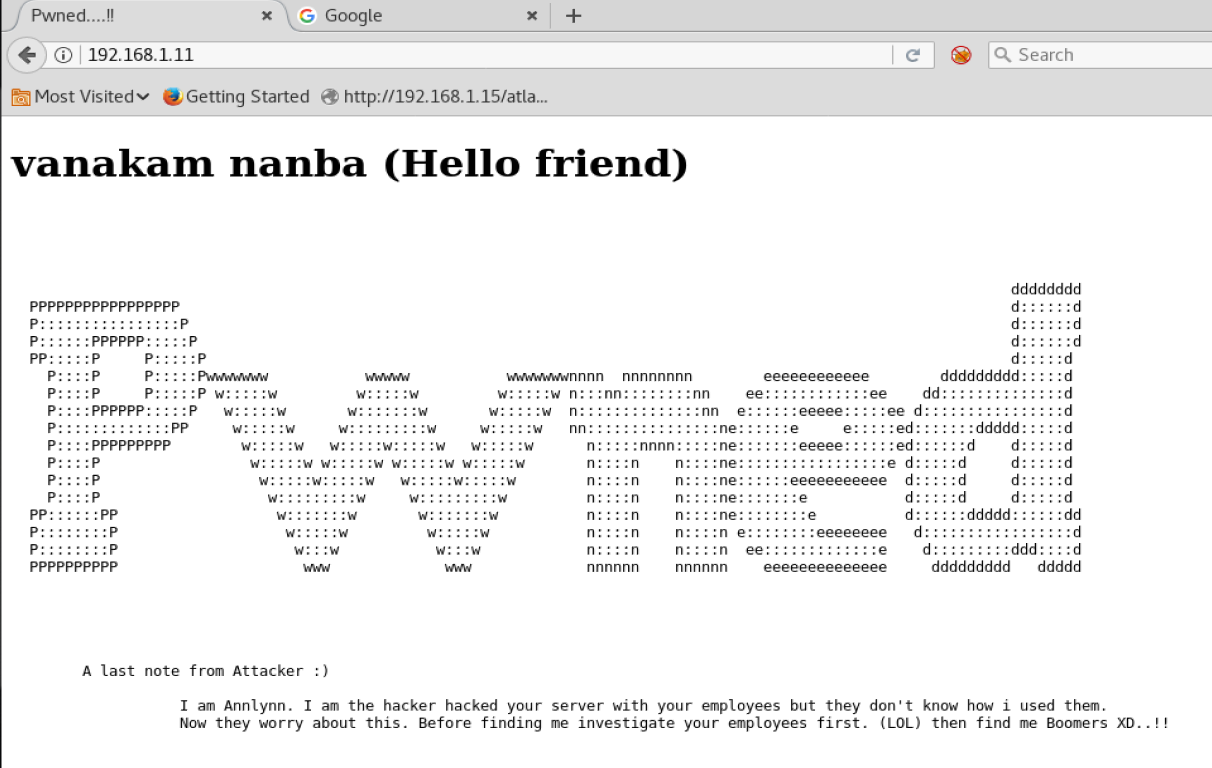 Pwned....!!
Google
192.168.1.11
Search
Most Visited
Getting Started
http://192.168.1.15/atla...
vanakam nanba (Hello friend)
                                                                                                               dddddddd
PPPPPPPPPPPPPPPPP                                                                                              d::::::d
P::::::::::::::::P                                                                                             d::::::d
P::::::PPPPPP:::::P                                                                                            d::::::d
PP:::::P     P:::::P                                                                                           d:::::d
  P::::P     P:::::Pwwwwwww           wwwww           wwwwwwwnnnn  nnnnnnnn        eeeeeeeeeeee        ddddddddd:::::d
  P::::P     P:::::P w:::::w         w:::::w         w:::::w n:::nn::::::::nn    ee::::::::::::ee    dd::::::::::::::d
  P::::PPPPPP:::::P   w:::::w       w:::::::w       w:::::w  n::::::::::::::nn  e::::::eeeee:::::ee d::::::::::::::::d
  P:::::::::::::PP     w:::::w     w:::::::::w     w:::::w   nn:::::::::::::::ne::::::e     e:::::ed:::::::ddddd:::::d
  P::::PPPPPPPPP        w:::::w   w:::::w:::::w   w:::::w      n:::::nnnn:::::ne:::::::eeeee::::::ed::::::d    d:::::d
  P::::P                 w:::::w w:::::w w:::::w w:::::w       n::::n    n::::ne:::::::::::::::::e d:::::d     d:::::d
  P::::P                  w:::::w:::::w   w:::::w:::::w        n::::n    n::::ne::::::eeeeeeeeeee  d:::::d     d:::::d
  P::::P                   w:::::::::w     w:::::::::w         n::::n    n::::ne:::::::e           d:::::d     d:::::d
PP::::::PP                  w:::::::w       w:::::::w          n::::n    n::::ne::::::::e          d::::::ddddd::::::dd
P::::::::P                   w:::::w         w:::::w           n::::n    n::::n e::::::::eeeeeeee   d:::::::::::::::::d
P::::::::P                    w:::w           w:::w            n::::n    n::::n  ee:::::::::::::e    d:::::::::ddd::::d
PPPPPPPPPP                     www             www             nnnnnn    nnnnnn    eeeeeeeeeeeeee     ddddddddd   ddddd
A last note from Attacker :)
I am Annlynn. I am the hacker hacked your server with your employees but they don't know how i used them.
Now they worry about this. Before finding me investigate your employees first. (LOL) then find me Boomers XD..!!